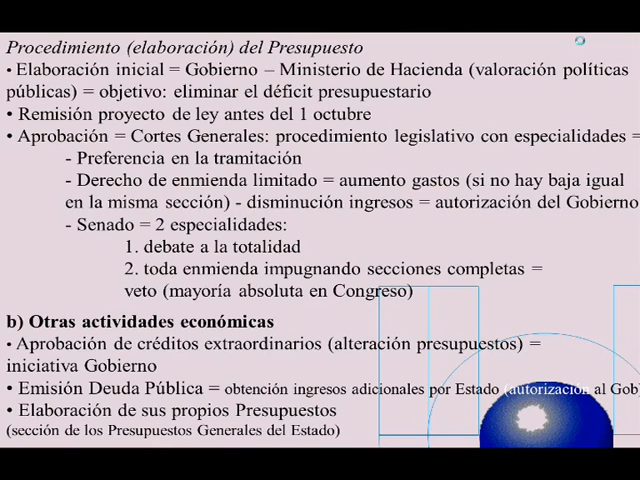 Procedimiento (elaboración) del Presupuesto
• Elaboración inicial = Gobierno – Ministerio de Hacienda (valoración políticas
públicas) = objetivo: eliminar el déficit presupuestario
• Remisión proyecto de ley antes del 1 octubre
• Aprobación = Cortes Generales: procedimiento legislativo con especialidades =
- Preferencia en la tramitación
- Derecho de enmienda limitado = aumento gastos (si no hay baja igual
en la misma sección) - disminución ingresos = autorización del Gobierno
- Senado = 2 especialidades:
1. debate a la totalidad
2. toda enmienda impugnando secciones completas =
veto (mayoría absoluta en Congreso)
b) Otras actividades económicas
• Aprobación de créditos extraordinarios (alteración presupuestos) =
iniciativa Gobierno
• Emisión Deuda Pública = obtención ingresos adicionales por Estado (autorización al Gob)
• Elaboración de sus propios Presupuestos
(sección de los Presupuestos Generales del Estado)